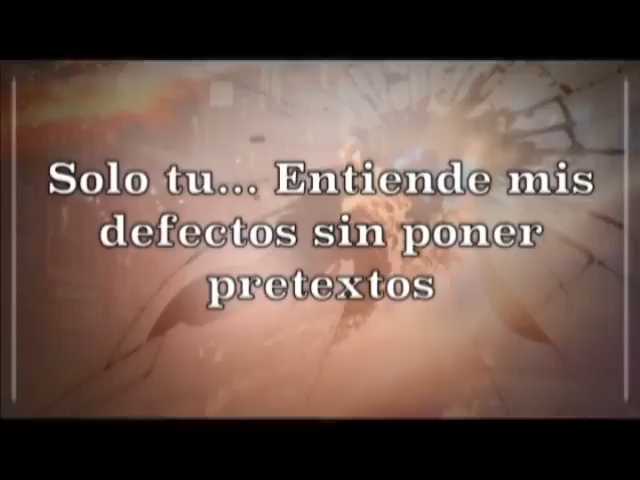 Solo tu... Entiende mis
defectos sin poner
pretextos